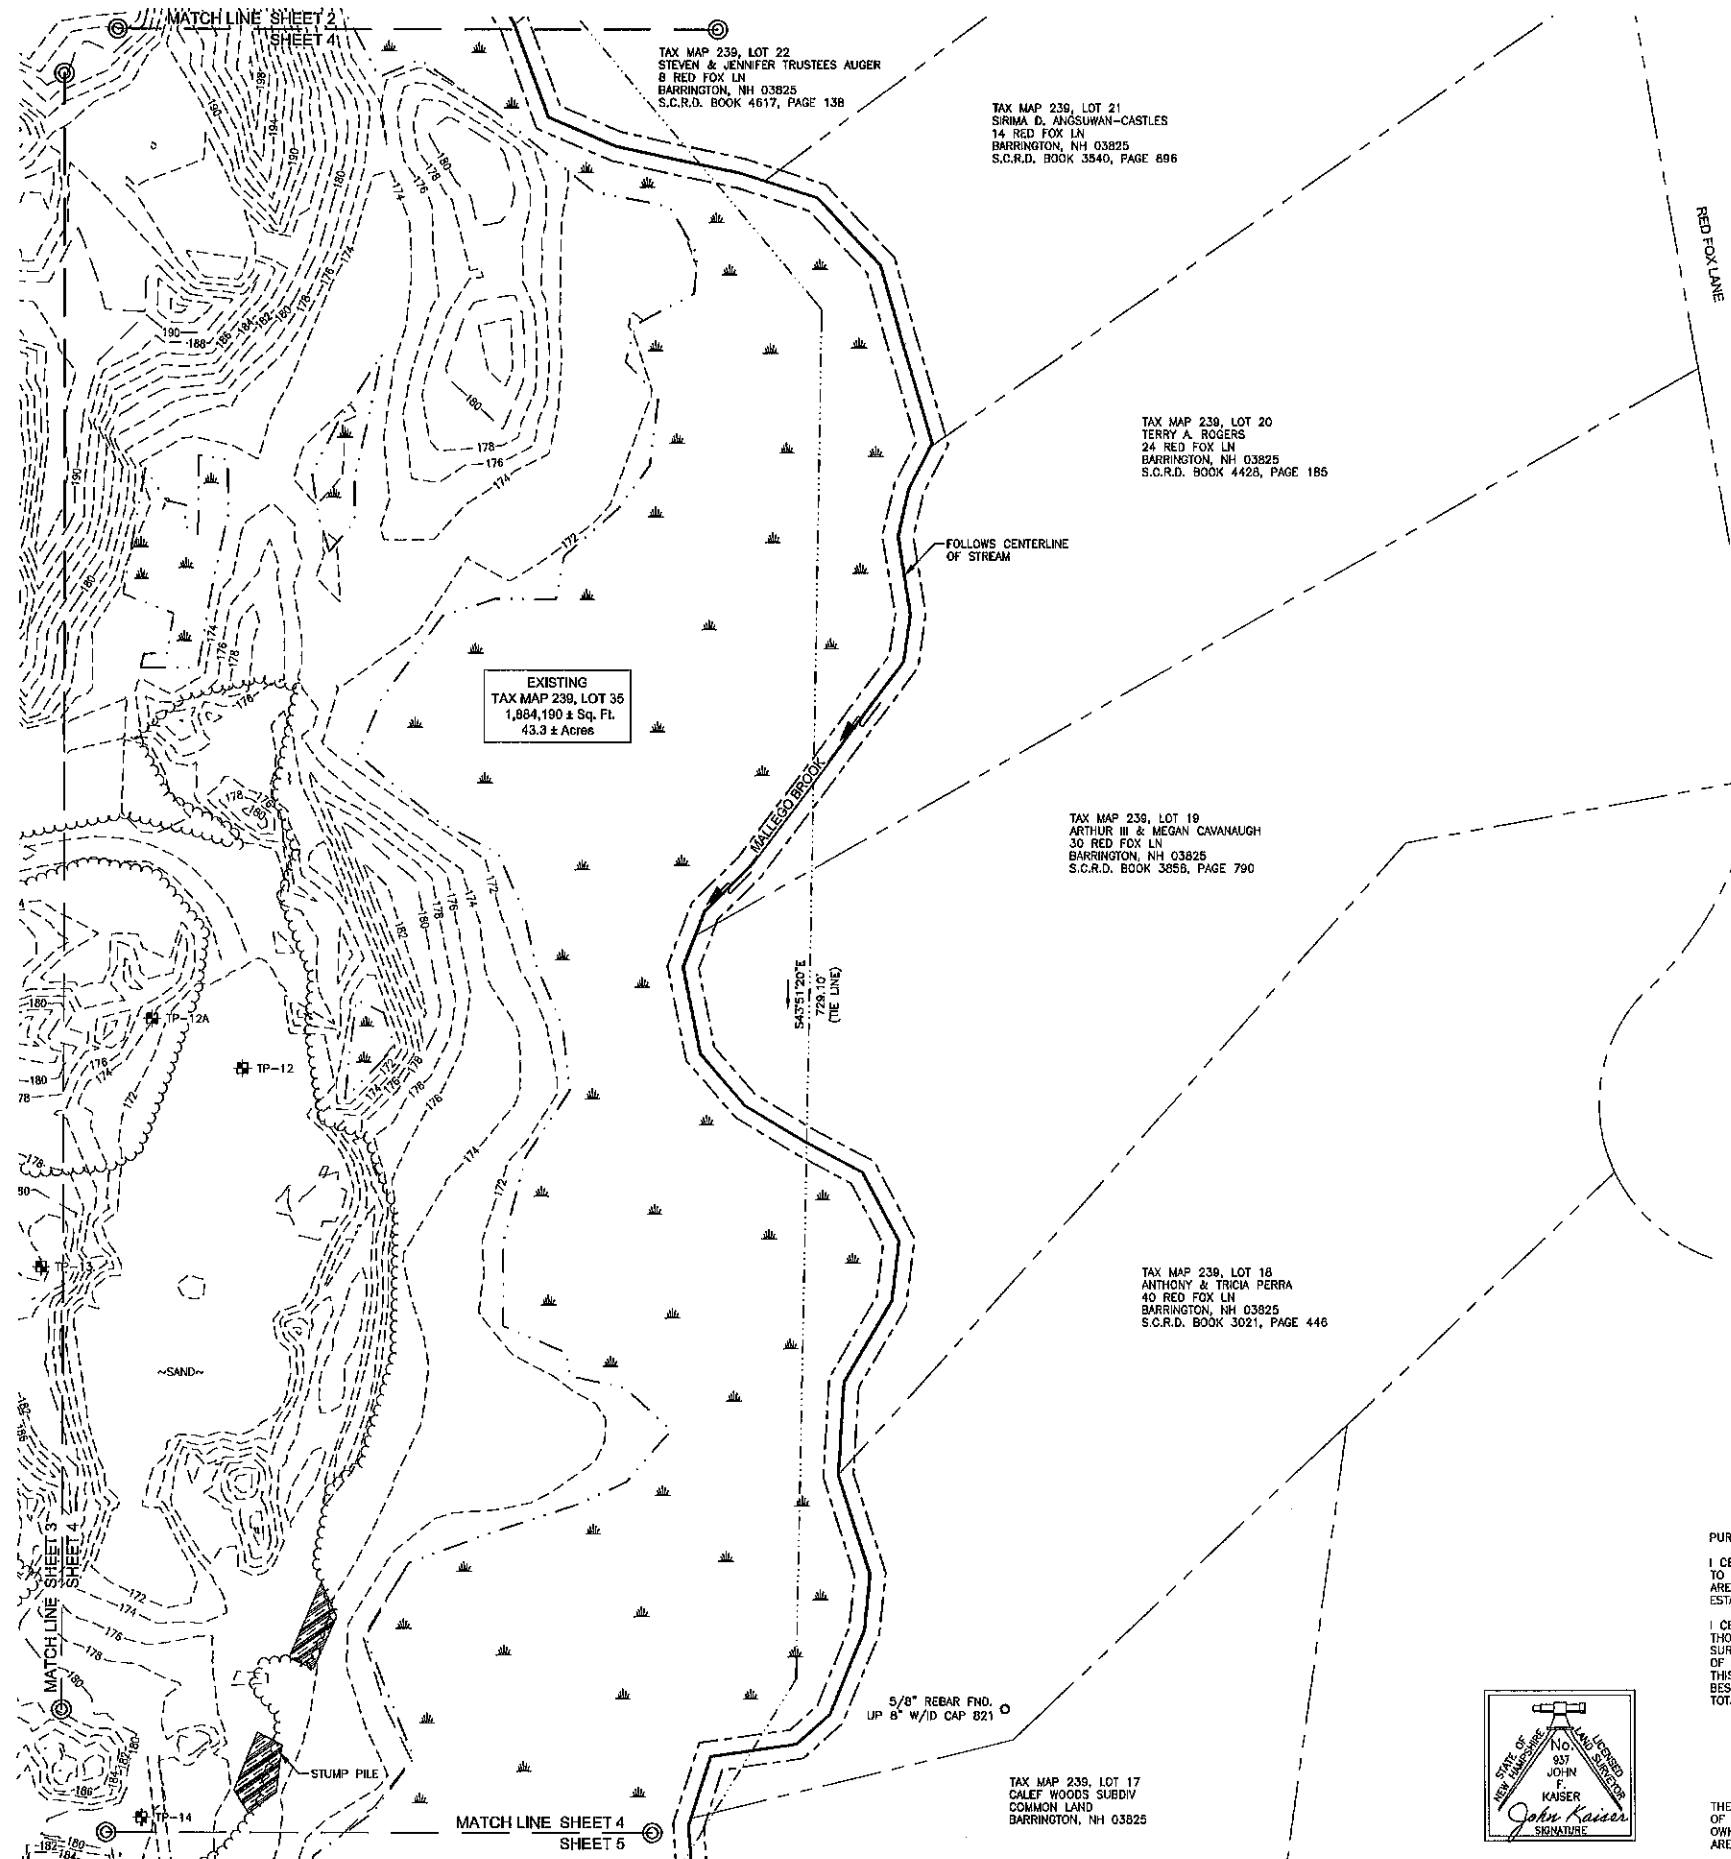 MATCH LINE SHEET 2
SHEET 4
TAX MAP 239, LOT 22
STEVEN & JENNIFER TRUSTEES AUGER
8 RED FOX LN
BARRINGTON, NH 03825
S.C.R.D. BOOK 4617, PAGE 138
TAX MAP 239, LOT 21
SIRIMA D. ANGSUWAN-CASTLES
14 RED FOX LN
BARRINGTON, NH 03825
S.C.R.D. BOOK 3540, PAGE 896
RED FOX LANE
TAX MAP 239, LOT 20
TERRY A. ROGERS
24 RED FOX LN
BARRINGTON, NH 03825
S.C.R.D. BOOK 4428, PAGE 185
FOLLOWS CENTERLINE
OF STREAM
EXISTING
TAX MAP 239, LOT 35
1,884,190 ± Sq. Ft.
43.3 ± Acres
MALLEGO BROOK
TAX MAP 239, LOT 19
ARTHUR III & MEGAN CAVANAUGH
30 RED FOX LN
BARRINGTON, NH 03825
S.C.R.D. BOOK 3856, PAGE 790
S43°51'20"E
729.10'
(TIE LINE)
TP-12A
TP-12
TP-13
~SAND~
TAX MAP 239, LOT 18
ANTHONY & TRICIA PERRA
40 RED FOX LN
BARRINGTON, NH 03825
S.C.R.D. BOOK 3021, PAGE 446
MATCH LINE SHEET 3
SHEET 4
5/8" REBAR FND.
UP 8" W/ID CAP 821
STUMP PILE
TP-14
MATCH LINE SHEET 4
SHEET 5
TAX MAP 239, LOT 17
CALEF WOODS SUBDIV
COMMON LAND
BARRINGTON, NH 03825
STATE OF
NEW HAMPSHIRE
LICENSED
LAND SURVEYOR
No.
937
JOHN
F.
KAISER
John Kaiser
SIGNATURE